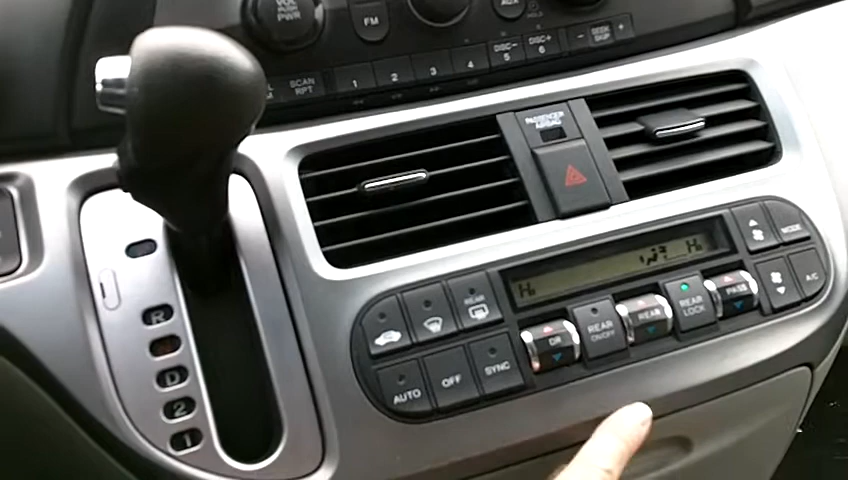 VOL
PUSH
PWR
FM
AUX
SCAN
RPT
1
2
3
4
DISC-
5
DISC+
6
-
SEEK
SKIP
+
PASSENGER
AIRBAG
R
D
2
1
Hi
Hi
MODE
A/C
REAR
AUTO
OFF
SYNC
DR
REAR
ON/OFF
REAR
REAR
LOCK
PASS